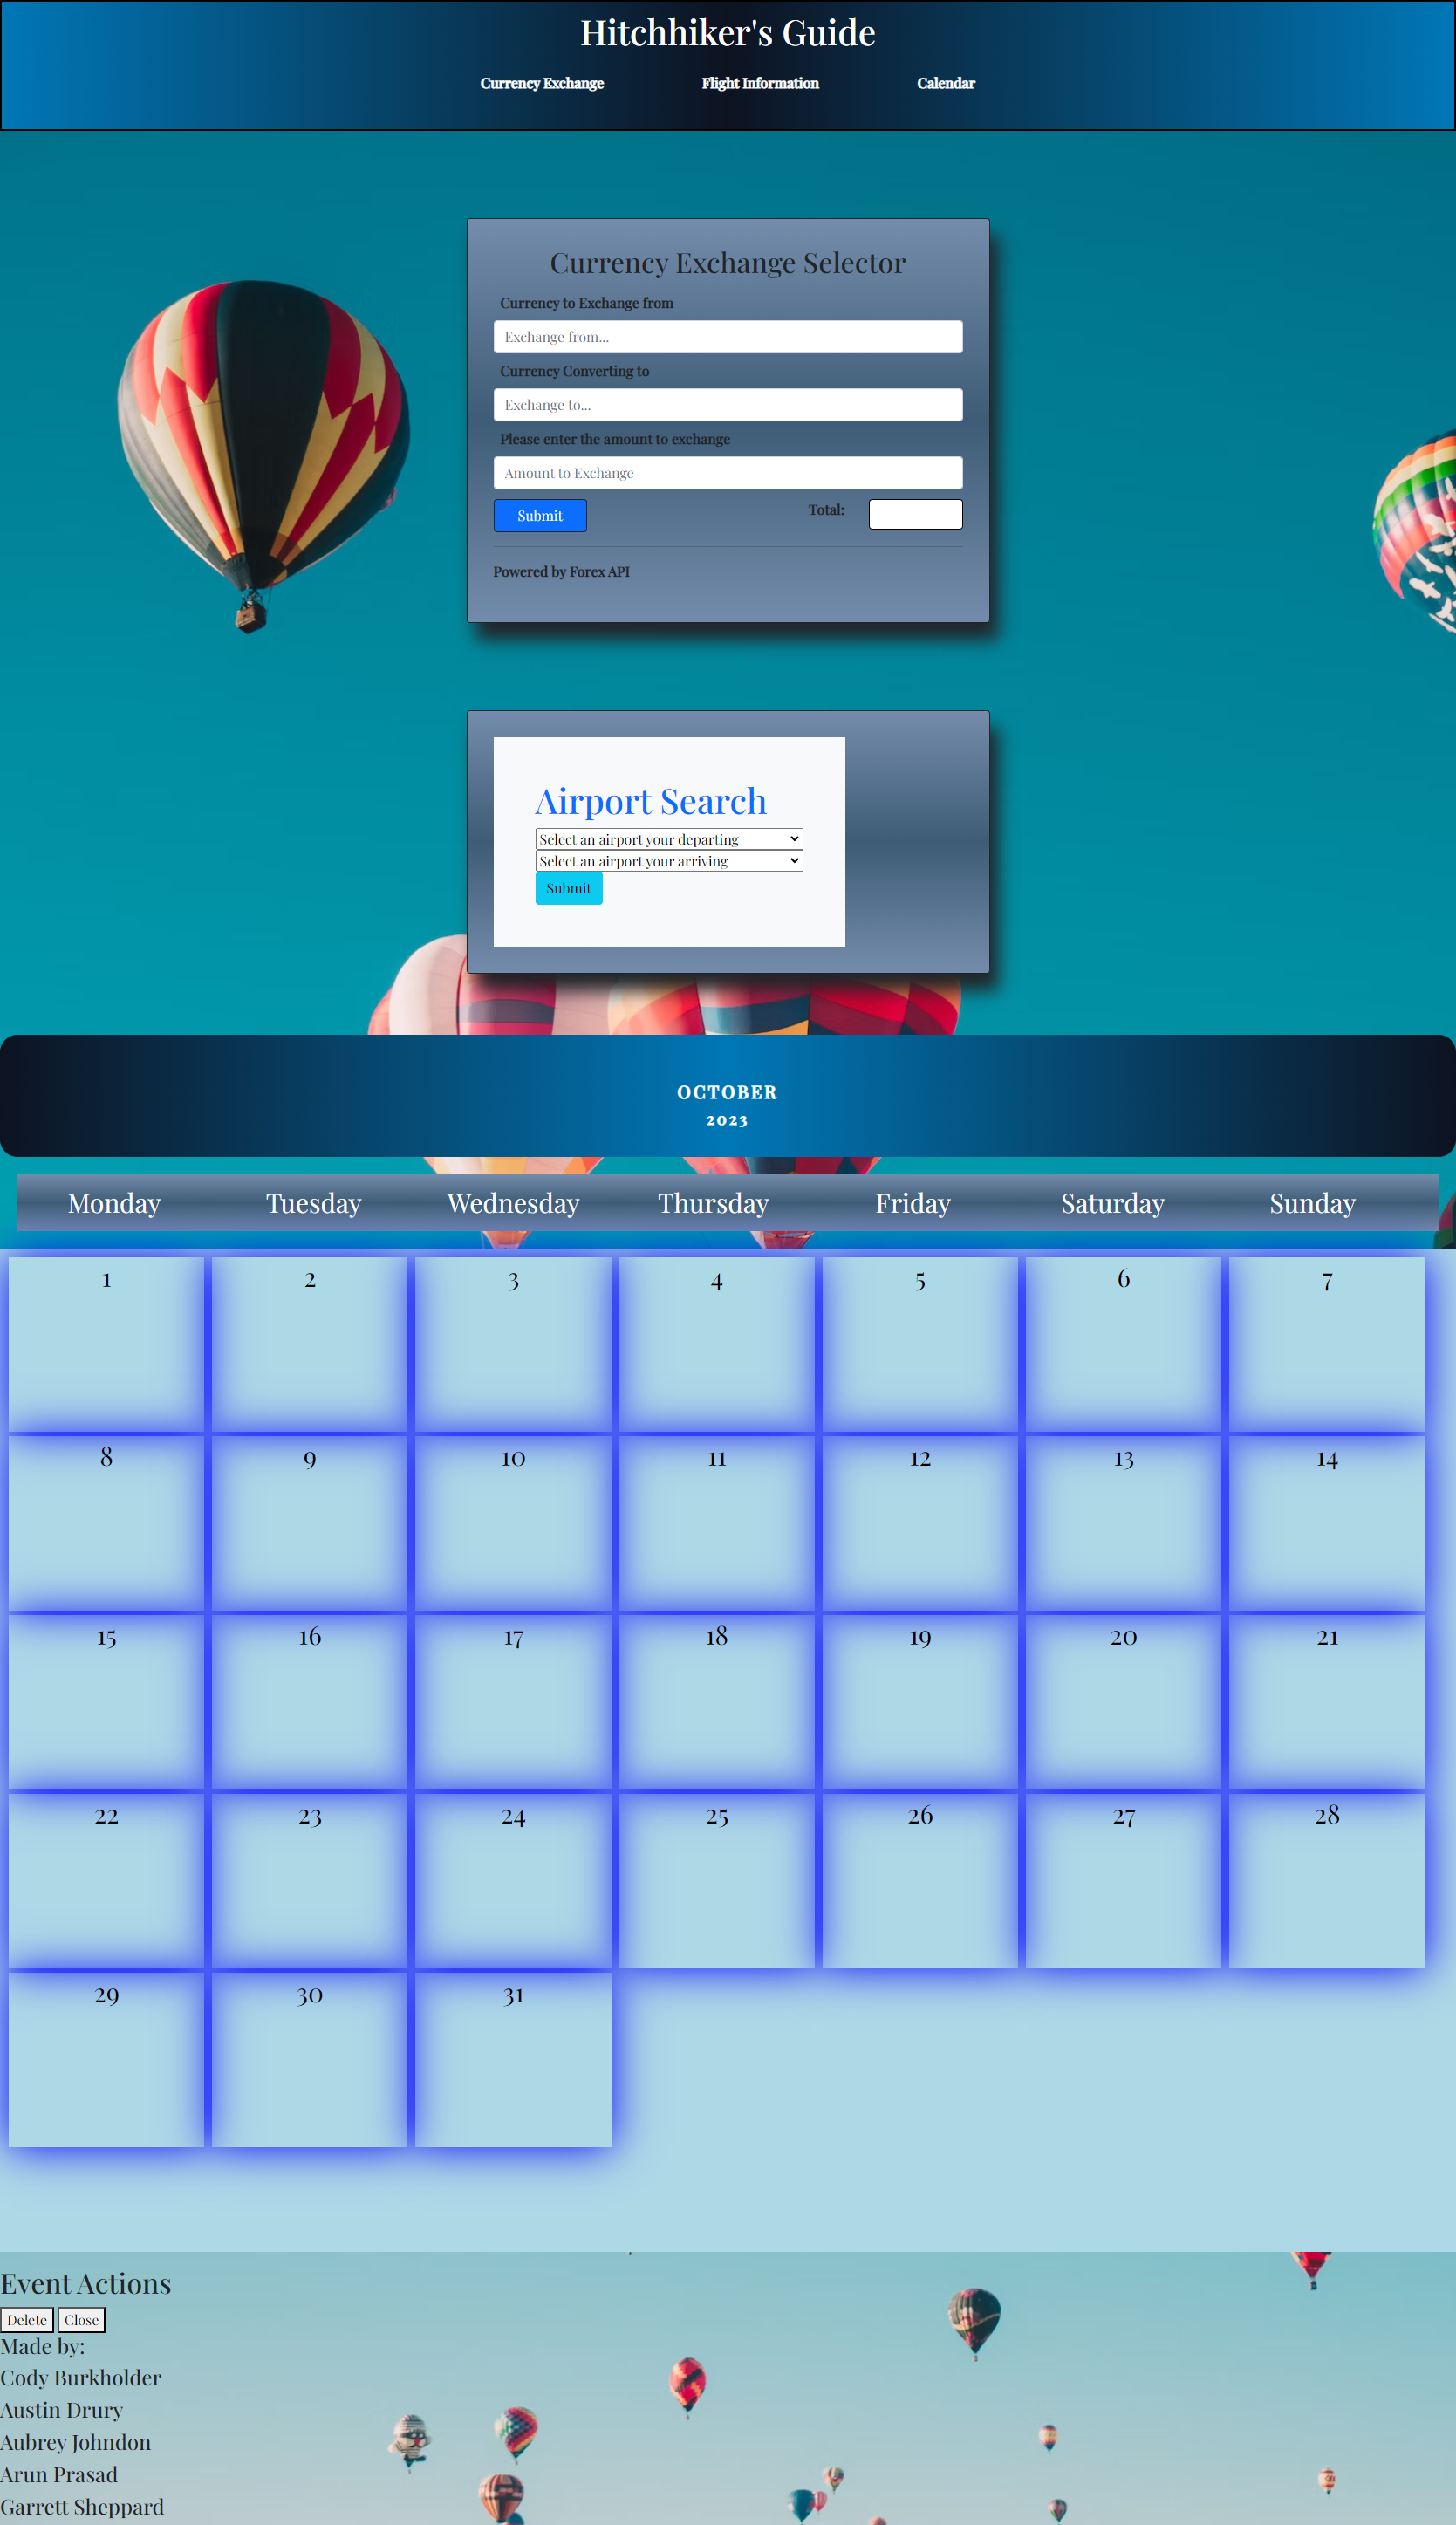 Hitchhiker's Guide
Currency Exchange Flight Information Calendar
Currency Exchange Selector
Currency to Exchange from
Exchange from...
Currency Converting to
Exchange to...
Please enter the amount to exchange
Amount to Exchange
Submit Total:
Powered by Forex API
Airport Search
Select an airport your departing
Select an airport your arriving
Submit
OCTOBER
2023
Monday Tuesday Wednesday Thursday Friday Saturday Sunday
1 2 3 4 5 6 7
8 9 10 11 12 13 14
15 16 17 18 19 20 21
22 23 24 25 26 27 28
29 30 31
Event Actions
Delete Close
Made by:
Cody Burkholder
Austin Drury
Aubrey Johndon
Arun Prasad
Garrett Sheppard